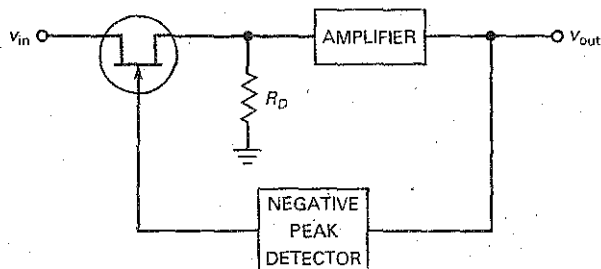 v_in
AMPLIFIER
v_out
R_D
NEGATIVE
PEAK
DETECTOR